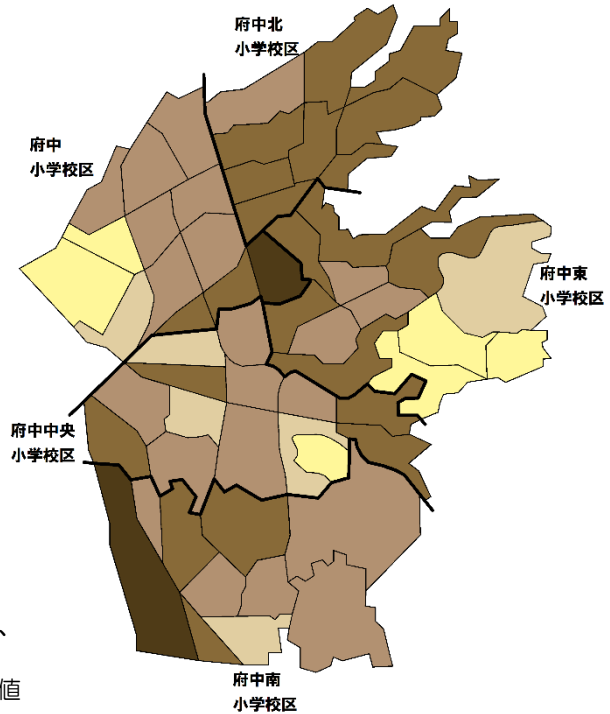 府中北
小学校区
府中
小学校区
府中東
小学校区
府中中央
小学校区
、
値
府中南
小学校区